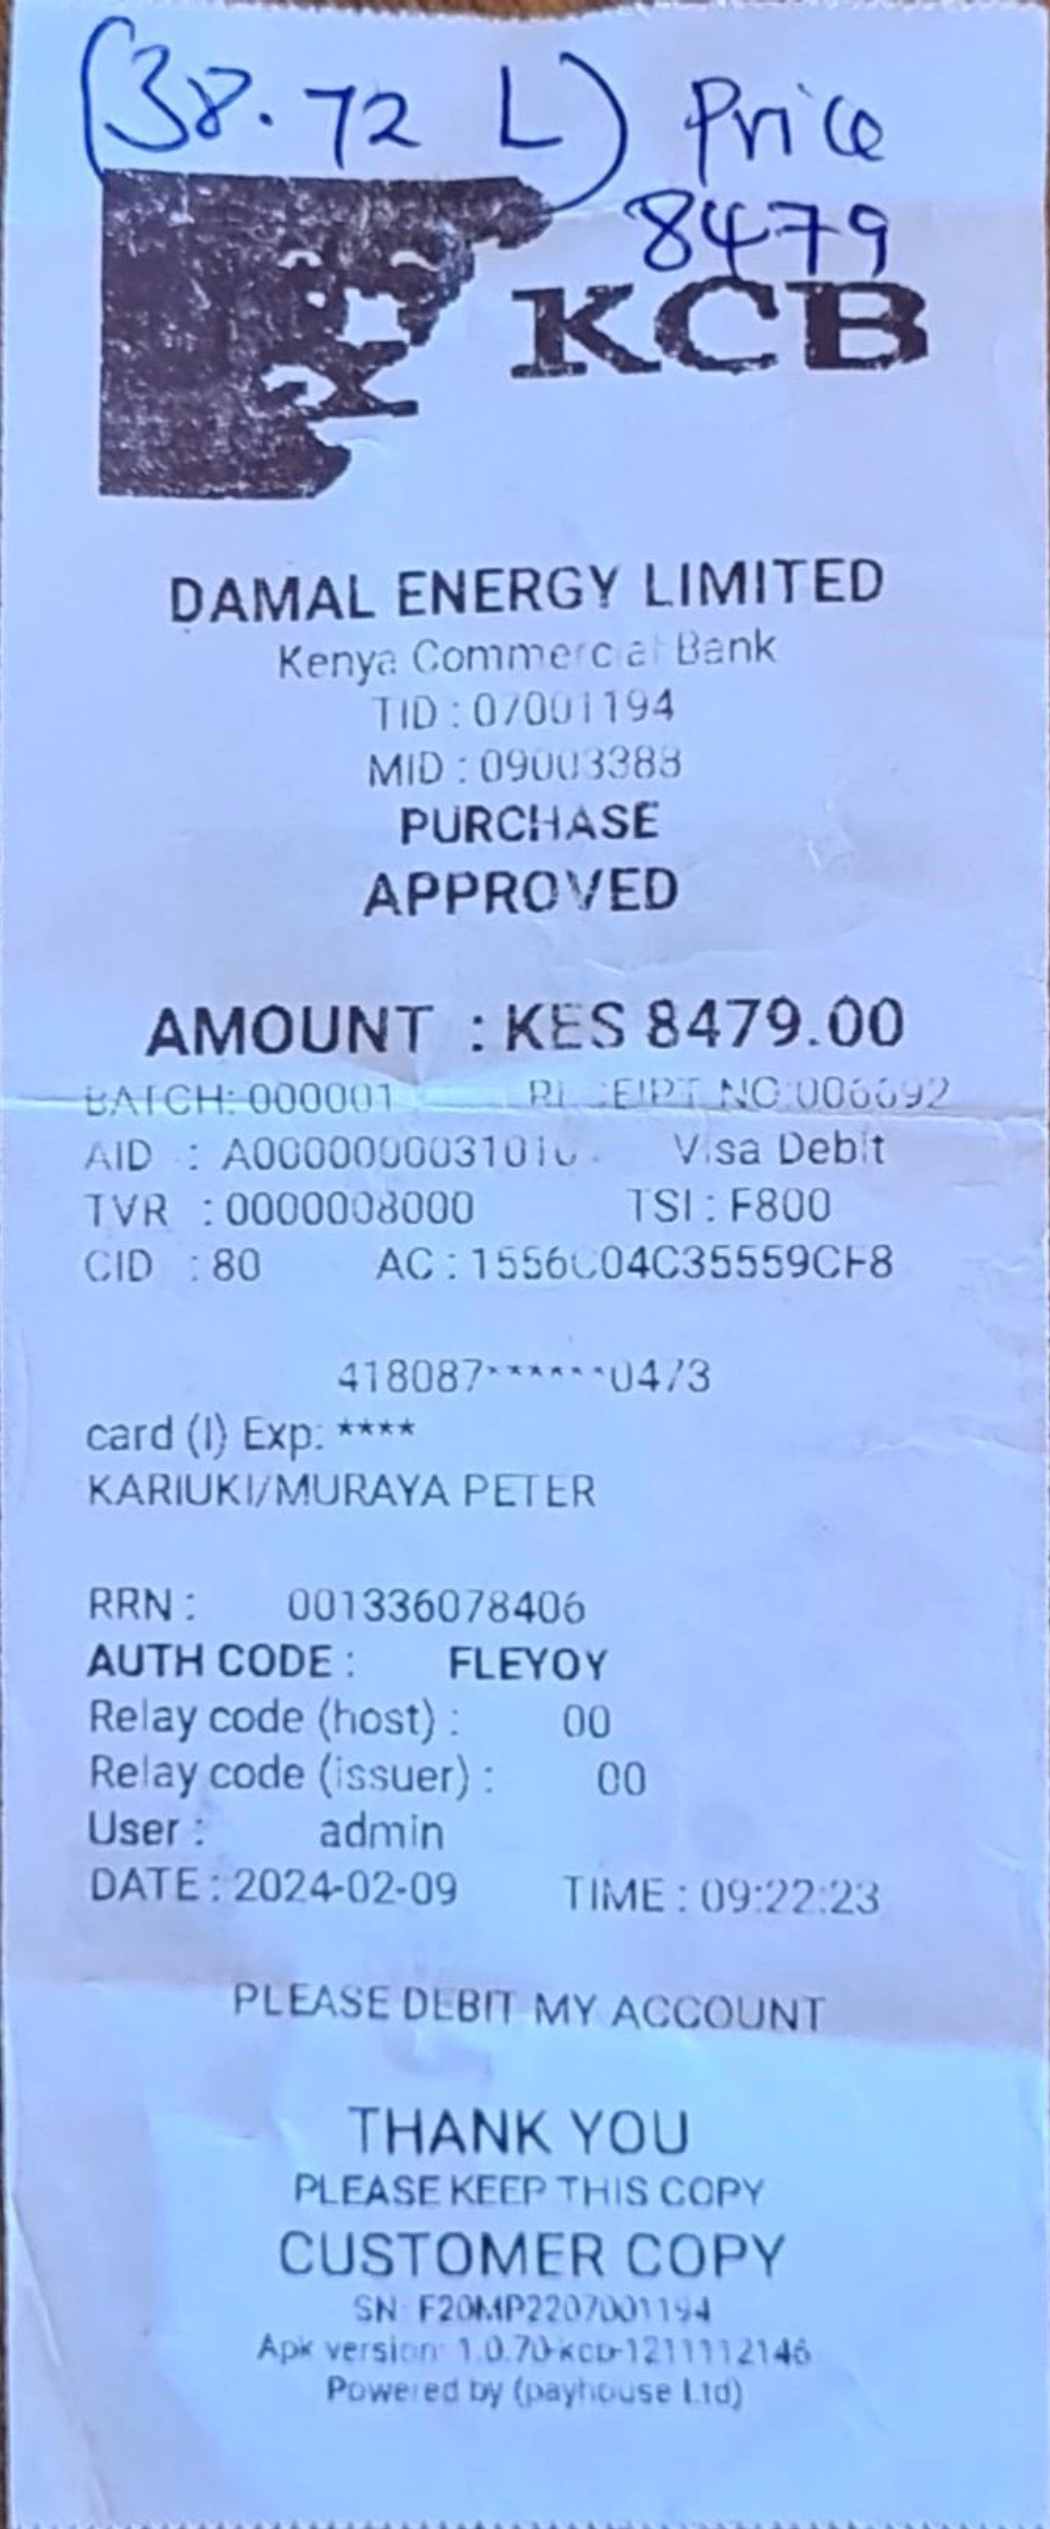 (38.72 L) Price
8479
KCB
DAMAL ENERGY LIMITED
Kenya Commercial Bank
TID : 07001194
MID : 09003383
PURCHASE
APPROVED
AMOUNT : KES 8479.00
BATCH: 000001 RECEIPT NO:
AID : Visa Debit
TVR : 0000008000 TSI : F800
CID : 80 AC :
418087******0473
card (I) Exp: ****
KARIUKI/MURAYA PETER
RRN : 001336078406
AUTH CODE : FLEYOY
Relay code (host) : 00
Relay code (issuer) : 00
User : admin
DATE : 2024-02-09 TIME : 09:22:23
PLEASE DEBIT MY ACCOUNT
THANK YOU
PLEASE KEEP THIS COPY
CUSTOMER COPY
SN: F20MP2207001194
Apk version: 1.0.70-kcb-1211112146
Powered by (payhouse Ltd)